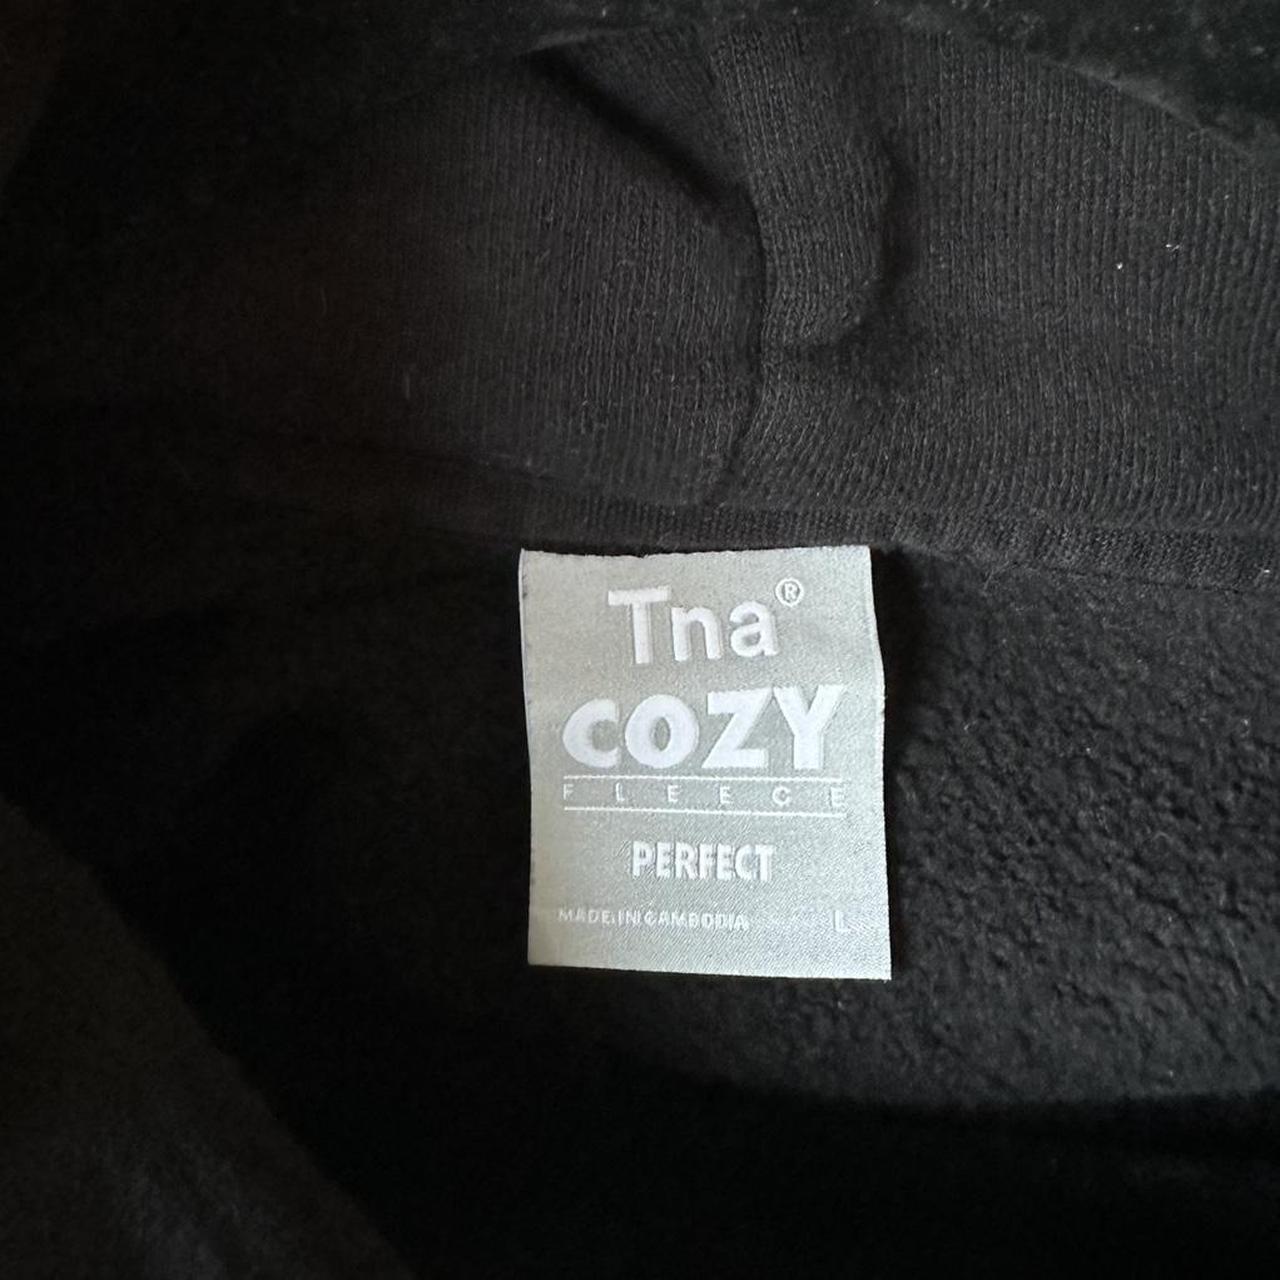 Tna®
COZY
FLEECE
PERFECT
MADE IN CAMBODIA L